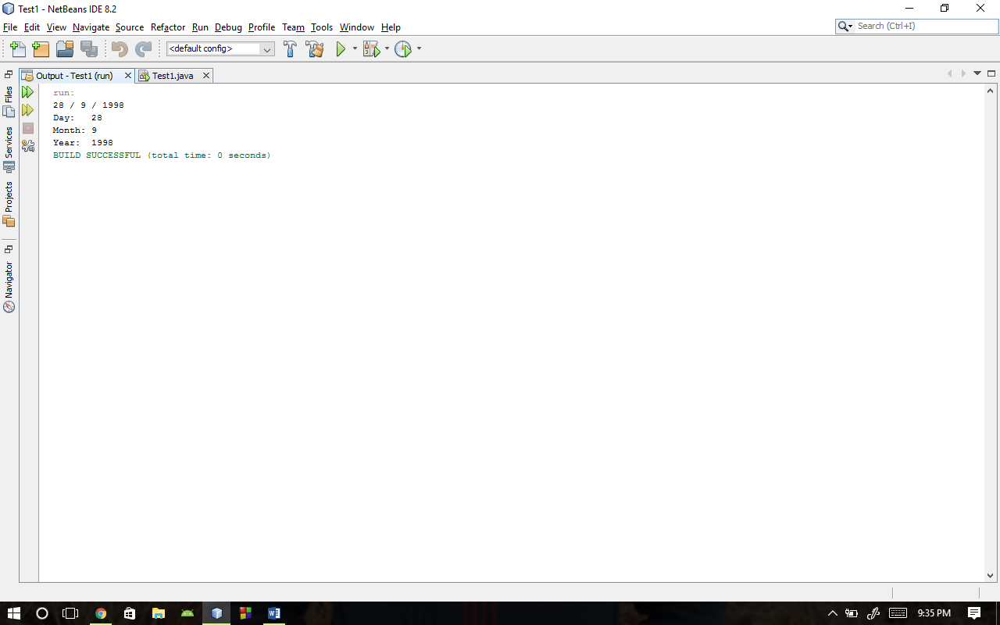 Test1 - NetBeans IDE 8.2
File Edit View Navigate Source Refactor Run Debug Profile Team Tools Window Help
Search (Ctrl+I)
<default config>
Output - Test1 (run)
Test1.java
Files
Services
Projects
Navigator
run:
28 / 9 / 1998
Day:   28
Month: 9
Year:  1998
BUILD SUCCESSFUL (total time: 0 seconds)
9:35 PM